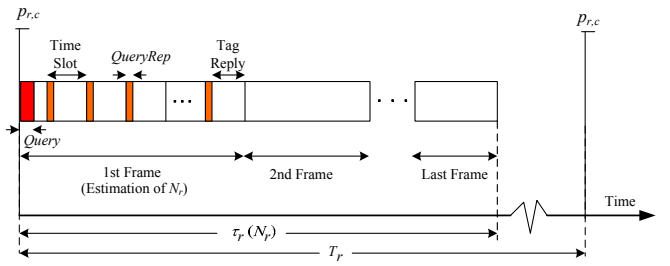 p_{r,c}
p_{r,c}
Time
Slot
QueryRep
Tag
Reply
...
. . .
Query
1st Frame
(Estimation of N_r)
2nd Frame
Last Frame
Time
τ_r (N_r)
T_r